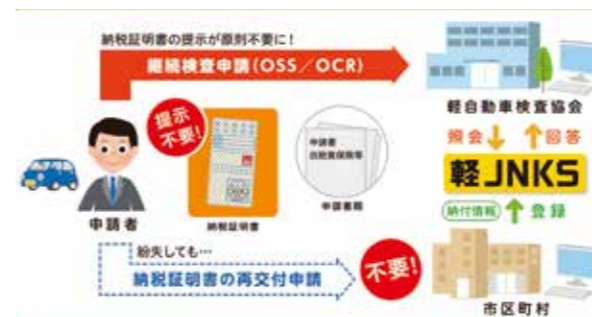 納税証明書の提示が原則不要に！
継続検査申請（OSS／OCR）
軽自動車検査協会
提示
不要！
申請書
自賠責保険等
照会
回答
軽JNKS
納付情報
登録
申請者
納税証明書
申請書類
紛失しても…
納税証明書の再交付申請
不要！
市区町村